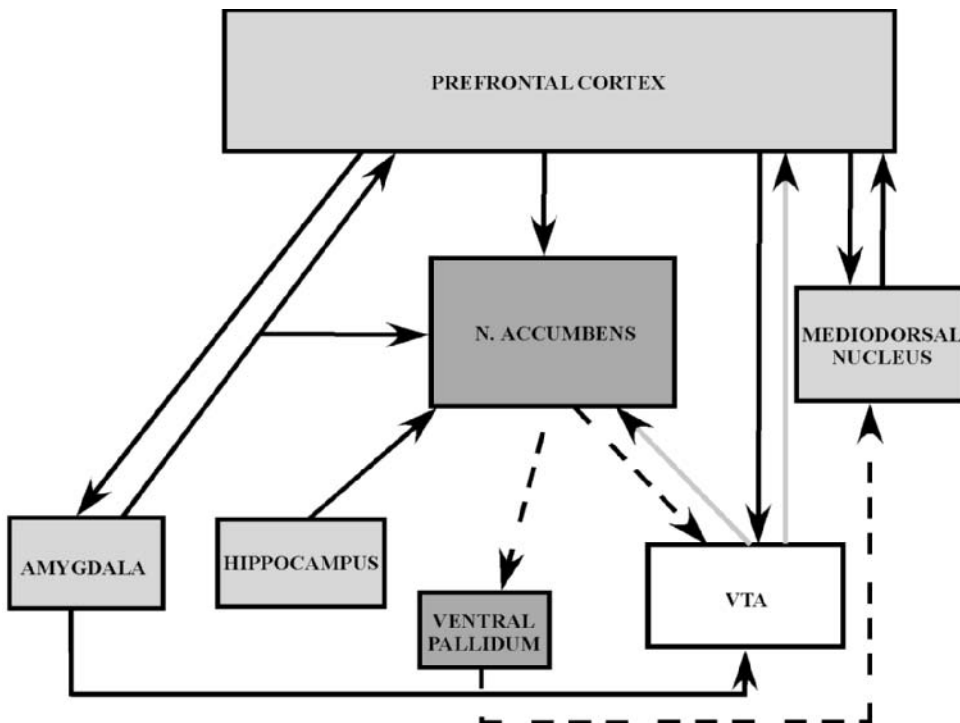 PREFRONTAL CORTEX
N. ACCUMBENS
MEDIODORSAL
NUCLEUS
AMYGDALA
HIPPOCAMPUS
VENTRAL
PALLIDUM
VTA